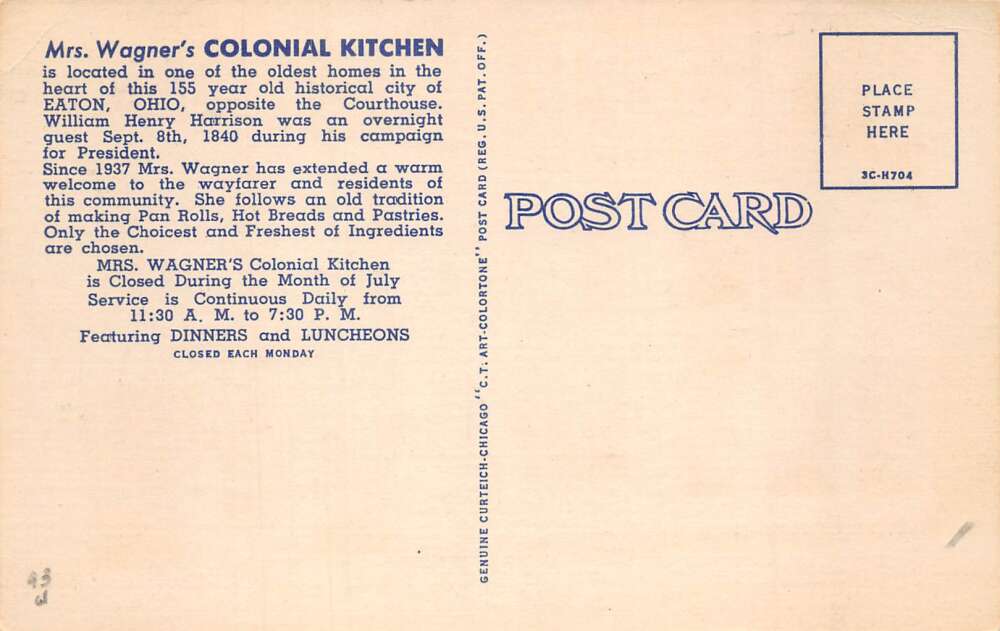 Mrs. Wagner's COLONIAL KITCHEN
is located in one of the oldest homes in the
heart of this 155 year old historical city of
EATON, OHIO, opposite the Courthouse.
William Henry Harrison was an overnight
guest Sept. 8th, 1840 during his campaign
for President.
Since 1937 Mrs. Wagner has extended a warm
welcome to the wayfarer and residents of
this community. She follows an old tradition
of making Pan Rolls, Hot Breads and Pastries.
Only the Choicest and Freshest of Ingredients
are chosen.
MRS. WAGNER'S Colonial Kitchen
is Closed During the Month of July
Service is Continuous Daily from
11:30 A. M. to 7:30 P. M.
Featuring DINNERS and LUNCHEONS
CLOSED EACH MONDAY
GENUINE CURTEICH-CHICAGO "C.T. ART-COLORTONE" POST CARD (REG. U.S. PAT. OFF.)
POST CARD
PLACE
STAMP
HERE
3C-H704